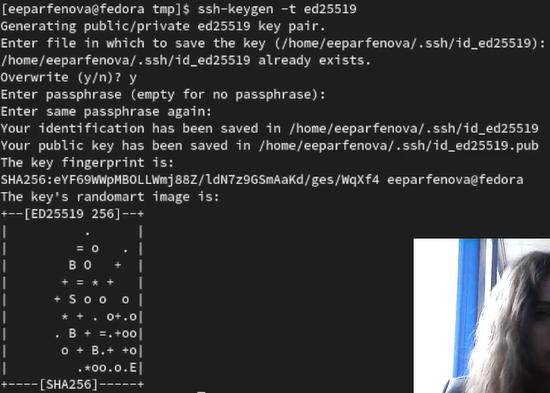 [eeparfenova@fedora tmp]$ ssh-keygen -t ed25519
Generating public/private ed25519 key pair.
Enter file in which to save the key (/home/eeparfenova/.ssh/id_ed25519):
/home/eeparfenova/.ssh/id_ed25519 already exists.
Overwrite (y/n)? y
Enter passphrase (empty for no passphrase):
Enter same passphrase again:
Your identification has been saved in /home/eeparfenova/.ssh/id_ed25519
Your public key has been saved in /home/eeparfenova/.ssh/id_ed25519.pub
The key fingerprint is:
SHA256:eYF69WWpMBOLLWmj88Z/ldN7z9GSmAaKd/ges/WqXf4 eeparfenova@fedora
The key's randomart image is:
+--[ED25519 256]--+
|          .      |
|         = o   . |
|        B O   +  |
|       + = * +   |
|      + S o o  o |
|       * + . o+.o|
|      . B + =.+oo|
|       o + B.+ +o|
|         .*oo.o.E|
+----[SHA256]-----+